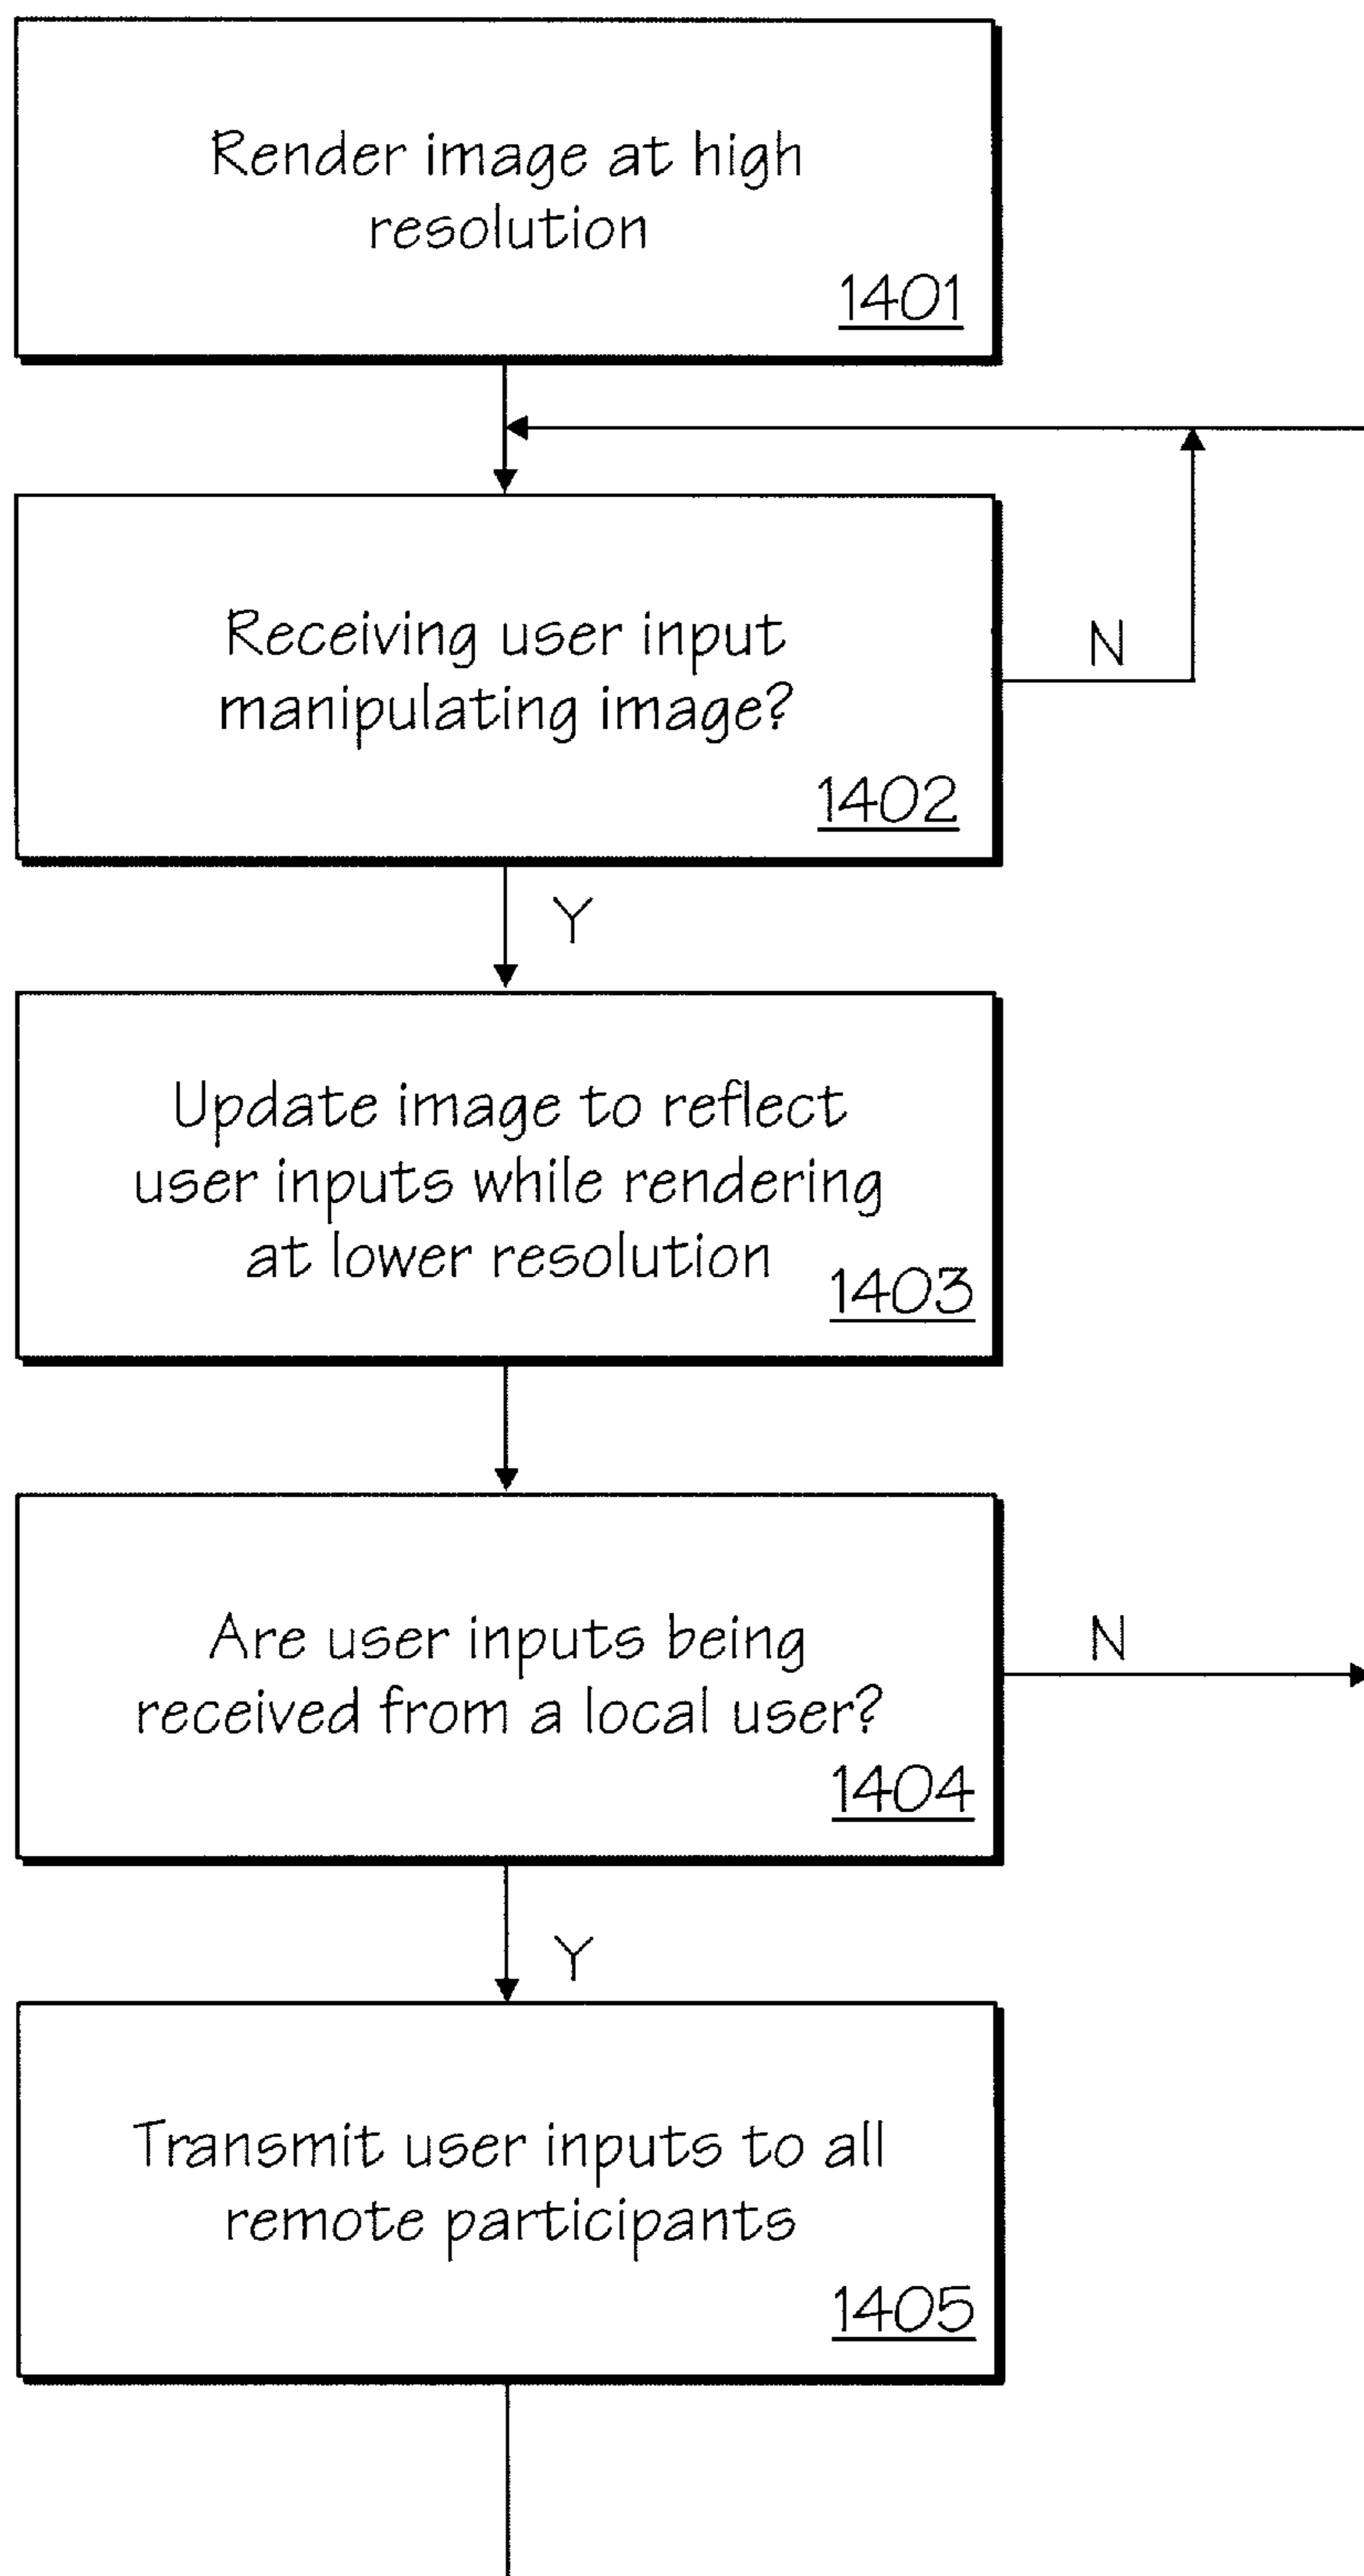 Render image at high
resolution
1401
Receiving user input
manipulating image?
1402
N
Y
Update image to reflect
user inputs while rendering
at lower resolution
1403
Are user inputs being
received from a local user?
1404
N
Y
Transmit user inputs to all
remote participants
1405